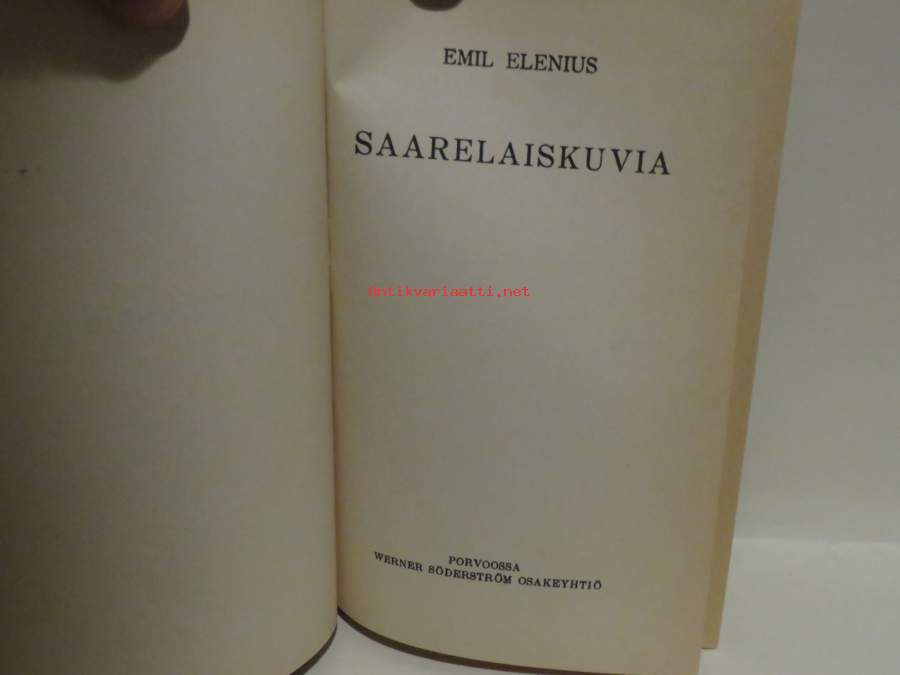 EMIL ELENIUS
SAARELAISKUVIA
antikvariaatti.net
PORVOOSSA
WERNER SÖDERSTRÖM OSAKEYHTIÖ